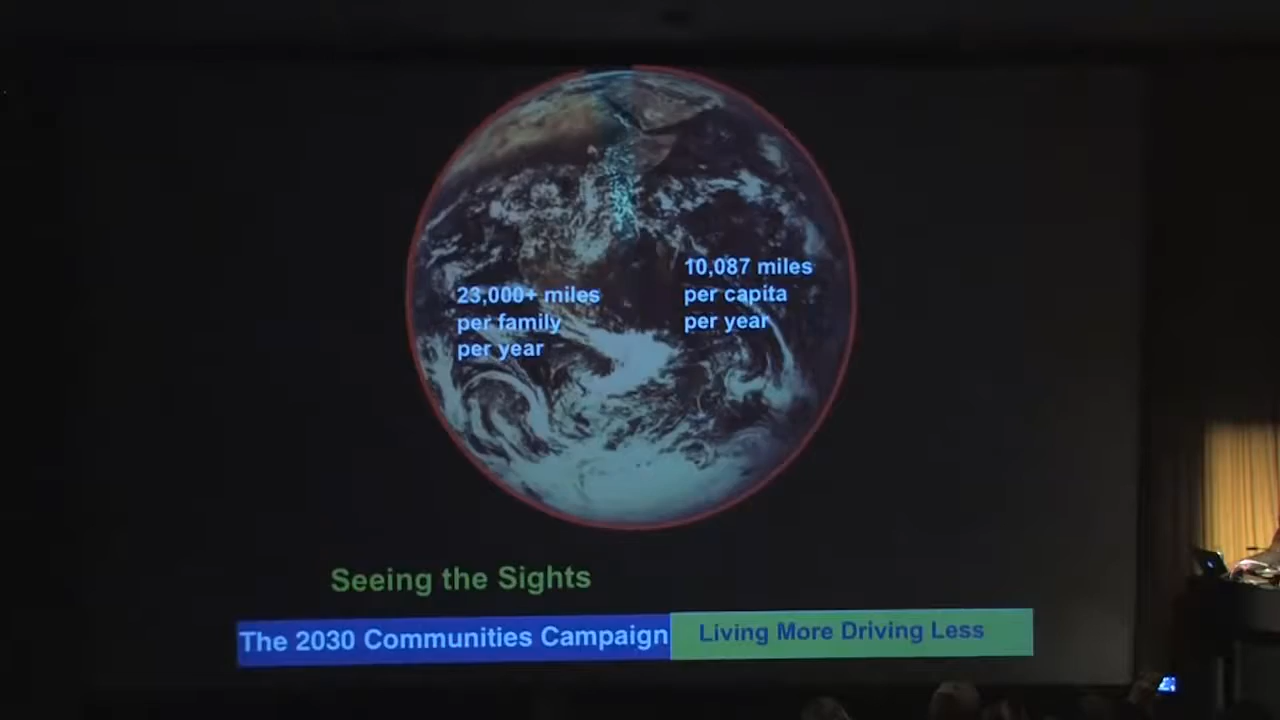 23,000+ miles
per family
per year
10,087 miles
per capita
per year
Seeing the Sights
The 2030 Communities Campaign
Living More Driving Less